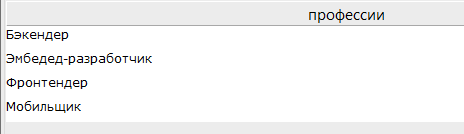 профессии
Бэкендер
Эмбедед-разработчик
Фронтендер
Мобильщик